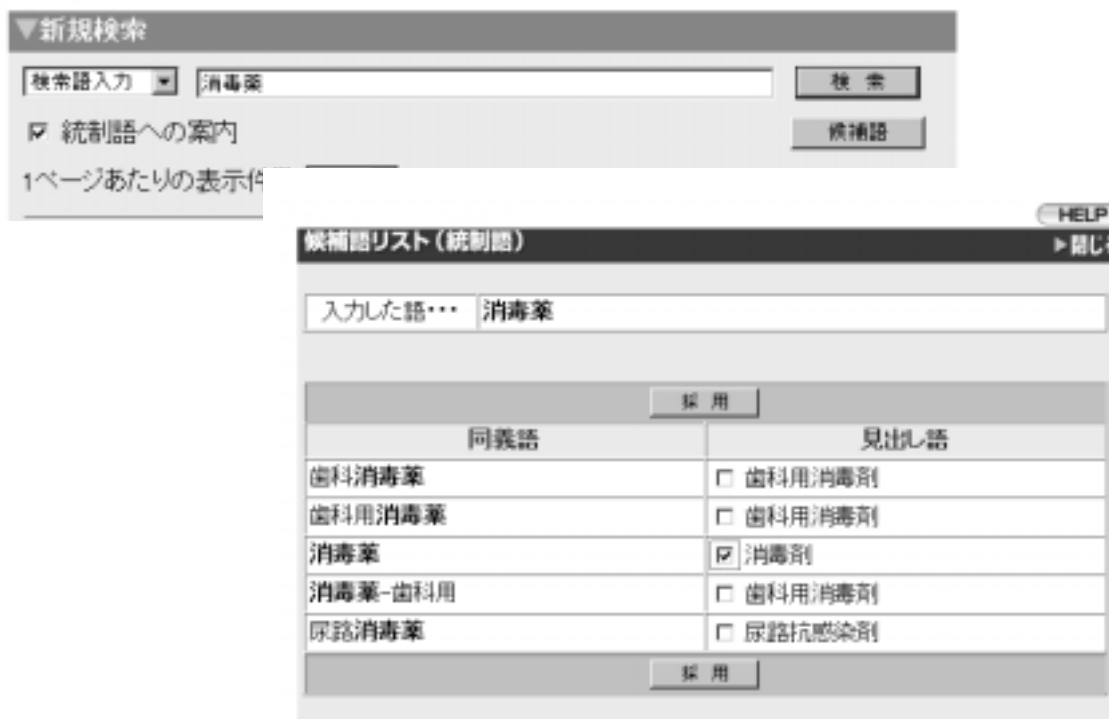 ▼新規検索
検索語入力 消毒薬 検 索
統制語への案内 候補語
1ページあたりの表示件
HELP
候補語リスト(統制語) ▶閉じ
入力した語・・・ 消毒薬
採 用
同義語 見出し語
歯科消毒薬 歯科用消毒剤
歯科用消毒薬 歯科用消毒剤
消毒薬 消毒剤
消毒薬-歯科用 歯科用消毒剤
尿路消毒薬 尿路抗感染剤
採 用